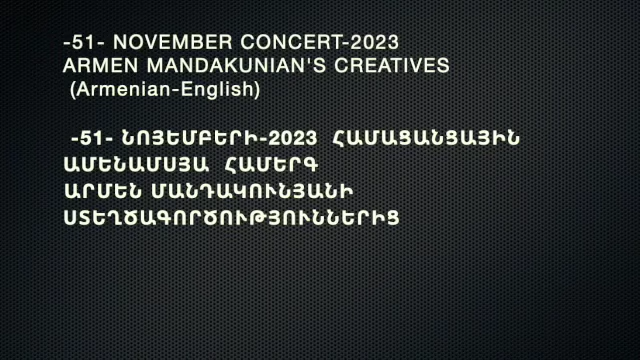 -51- NOVEMBER CONCERT-2023
ARMEN MANDAKUNIAN'S CREATIVES
(Armenian-English)
-51- ՆՈՅԵՄԲԵՐԻ-2023 ՀԱՄԱՑԱՆՑԱՅԻՆ
ԱՄԵՆԱՄՍՅԱ ՀԱՄԵՐԳ
ԱՐՄԵՆ ՄԱՆԴԱԿՈՒՆՅԱՆԻ
ՍՏԵՂԾԱԳՈՐԾՈՒԹՅՈՒՆՆԵՐԻՑ